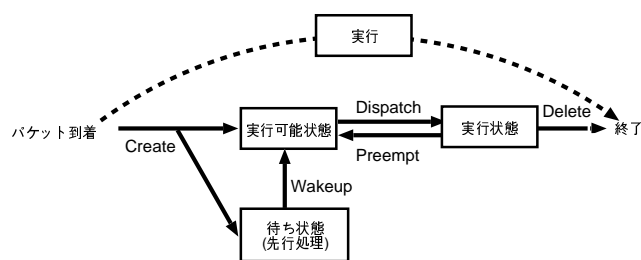 実行
パケット到着
Create
実行可能状態
Dispatch
Preempt
実行状態
Delete
終了
Wakeup
待ち状態
(先行処理)